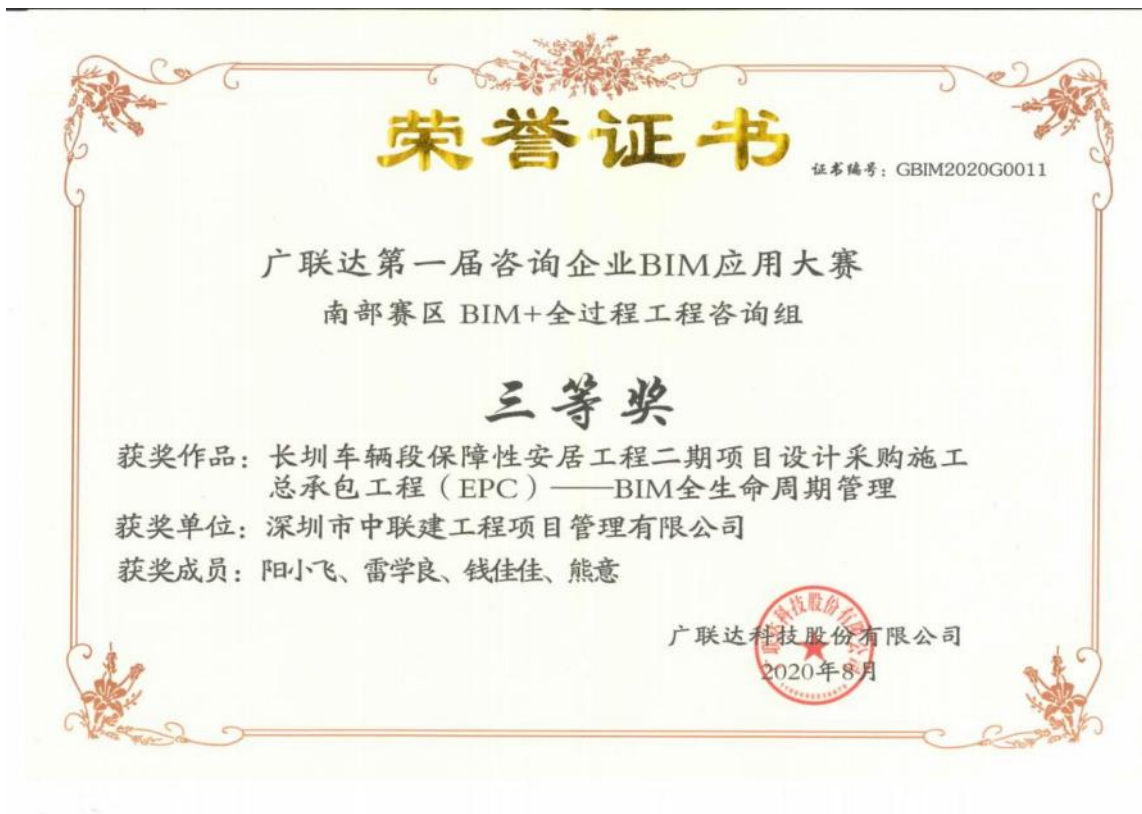 荣誉证书
证书编号：GBIM2020G0011
广联达第一届咨询企业BIM应用大赛
南部赛区 BIM+全过程工程咨询组
三等奖
获奖作品：长圳车辆段保障性安居工程二期项目设计采购施工
总承包工程（EPC）——BIM全生命周期管理
获奖单位：深圳市中联建工程项目管理有限公司
获奖成员：阳小飞、雷学良、钱佳佳、熊意
广联达科技股份有限公司
2020年8月